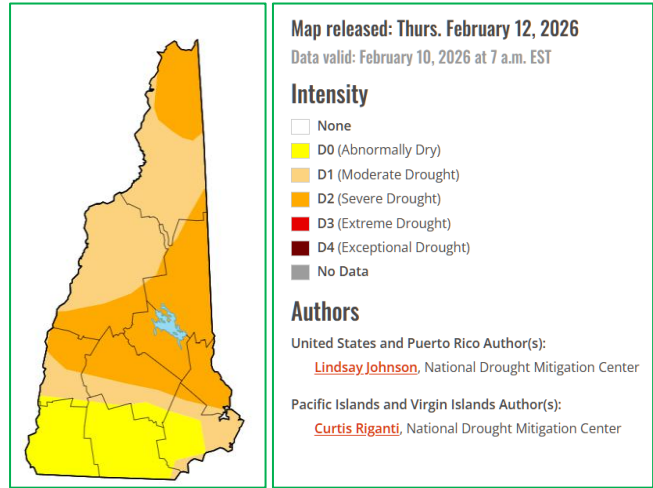 Map released: Thurs. February 12, 2026
Data valid: February 10, 2026 at 7 a.m. EST
Intensity
None
D0 (Abnormally Dry)
D1 (Moderate Drought)
D2 (Severe Drought)
D3 (Extreme Drought)
D4 (Exceptional Drought)
No Data
Authors
United States and Puerto Rico Author(s):
Lindsay Johnson, National Drought Mitigation Center
Pacific Islands and Virgin Islands Author(s):
Curtis Riganti, National Drought Mitigation Center